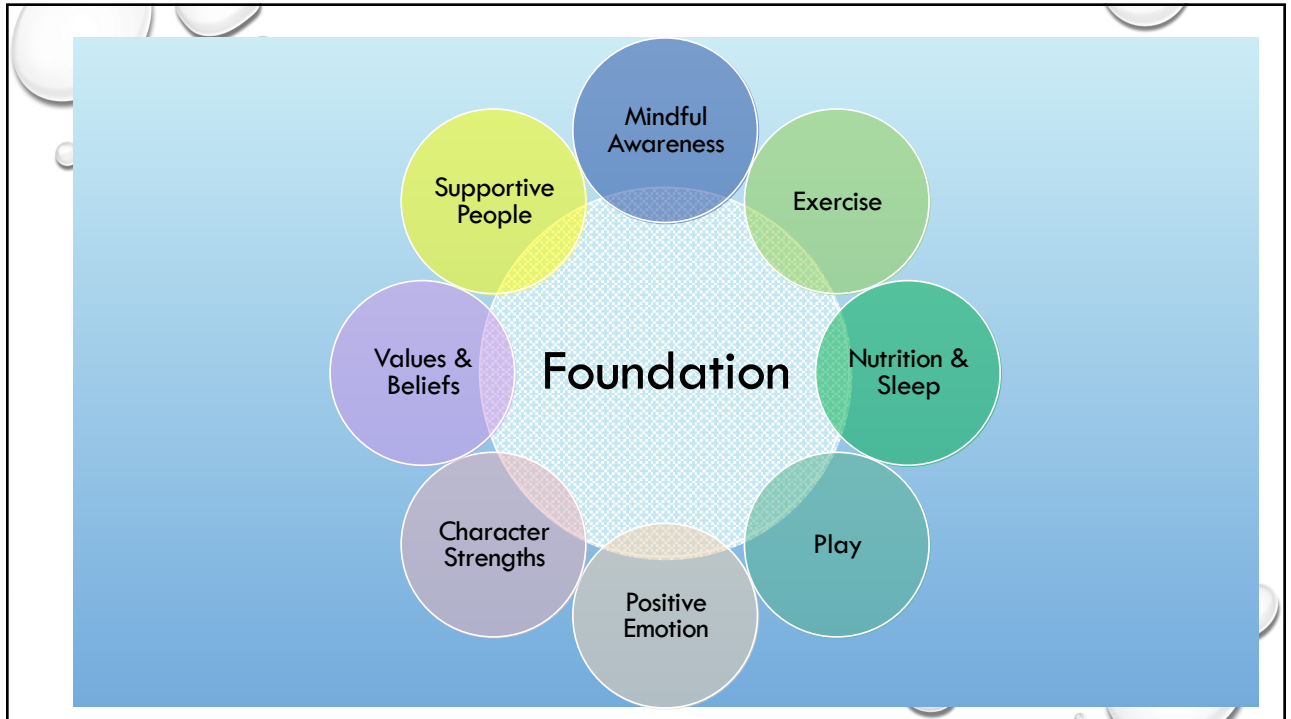 Mindful
Awareness
Exercise
Nutrition &
Sleep
Play
Positive
Emotion
Character
Strengths
Values &
Beliefs
Supportive
People
Foundation